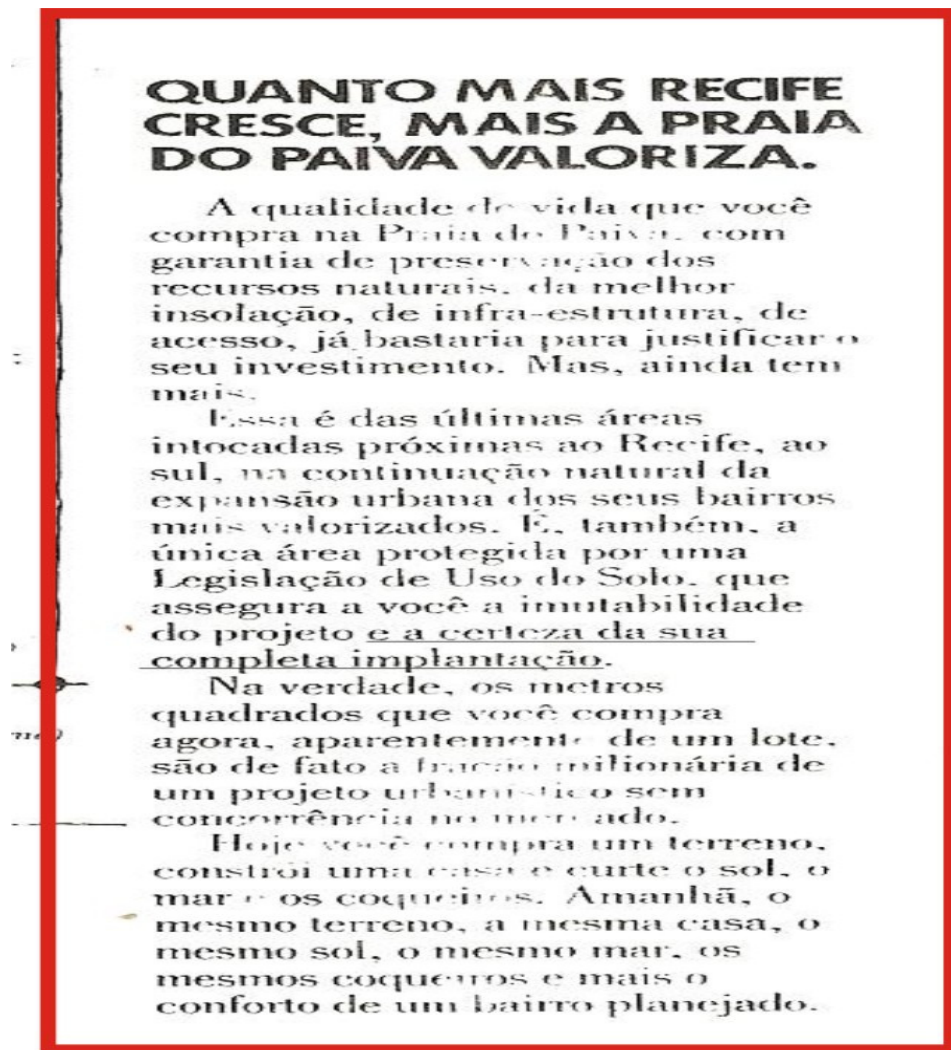 QUANTO MAIS RECIFE
CRESCE, MAIS A PRAIA
DO PAIVA VALORIZA.
A qualidade de vida que você
compra na Praia do Paiva, com
garantia de preservação dos
recursos naturais, da melhor
insolação, de infra-estrutura, de
acesso, já bastaria para justificar o
seu investimento. Mas, ainda tem
mais.
Essa é das últimas áreas
intocadas próximas ao Recife, ao
sul, na continuação natural da
expansão urbana dos seus bairros
mais valorizados. É, também, a
única área protegida por uma
Legislação de Uso do Solo, que
assegura a você a imutabilidade
do projeto e a certeza da sua
completa implantação.
Na verdade, os metros
quadrados que você compra
agora, aparentemente de um lote,
são de fato a fração milionária de
um projeto urbanístico sem
concorrência no mercado.
Hoje você compra um terreno,
constrói uma casa e curte o sol, o
mar e os coqueiros. Amanhã, o
mesmo terreno, a mesma casa, o
mesmo sol, o mesmo mar, os
mesmos coqueiros e mais o
conforto de um bairro planejado.